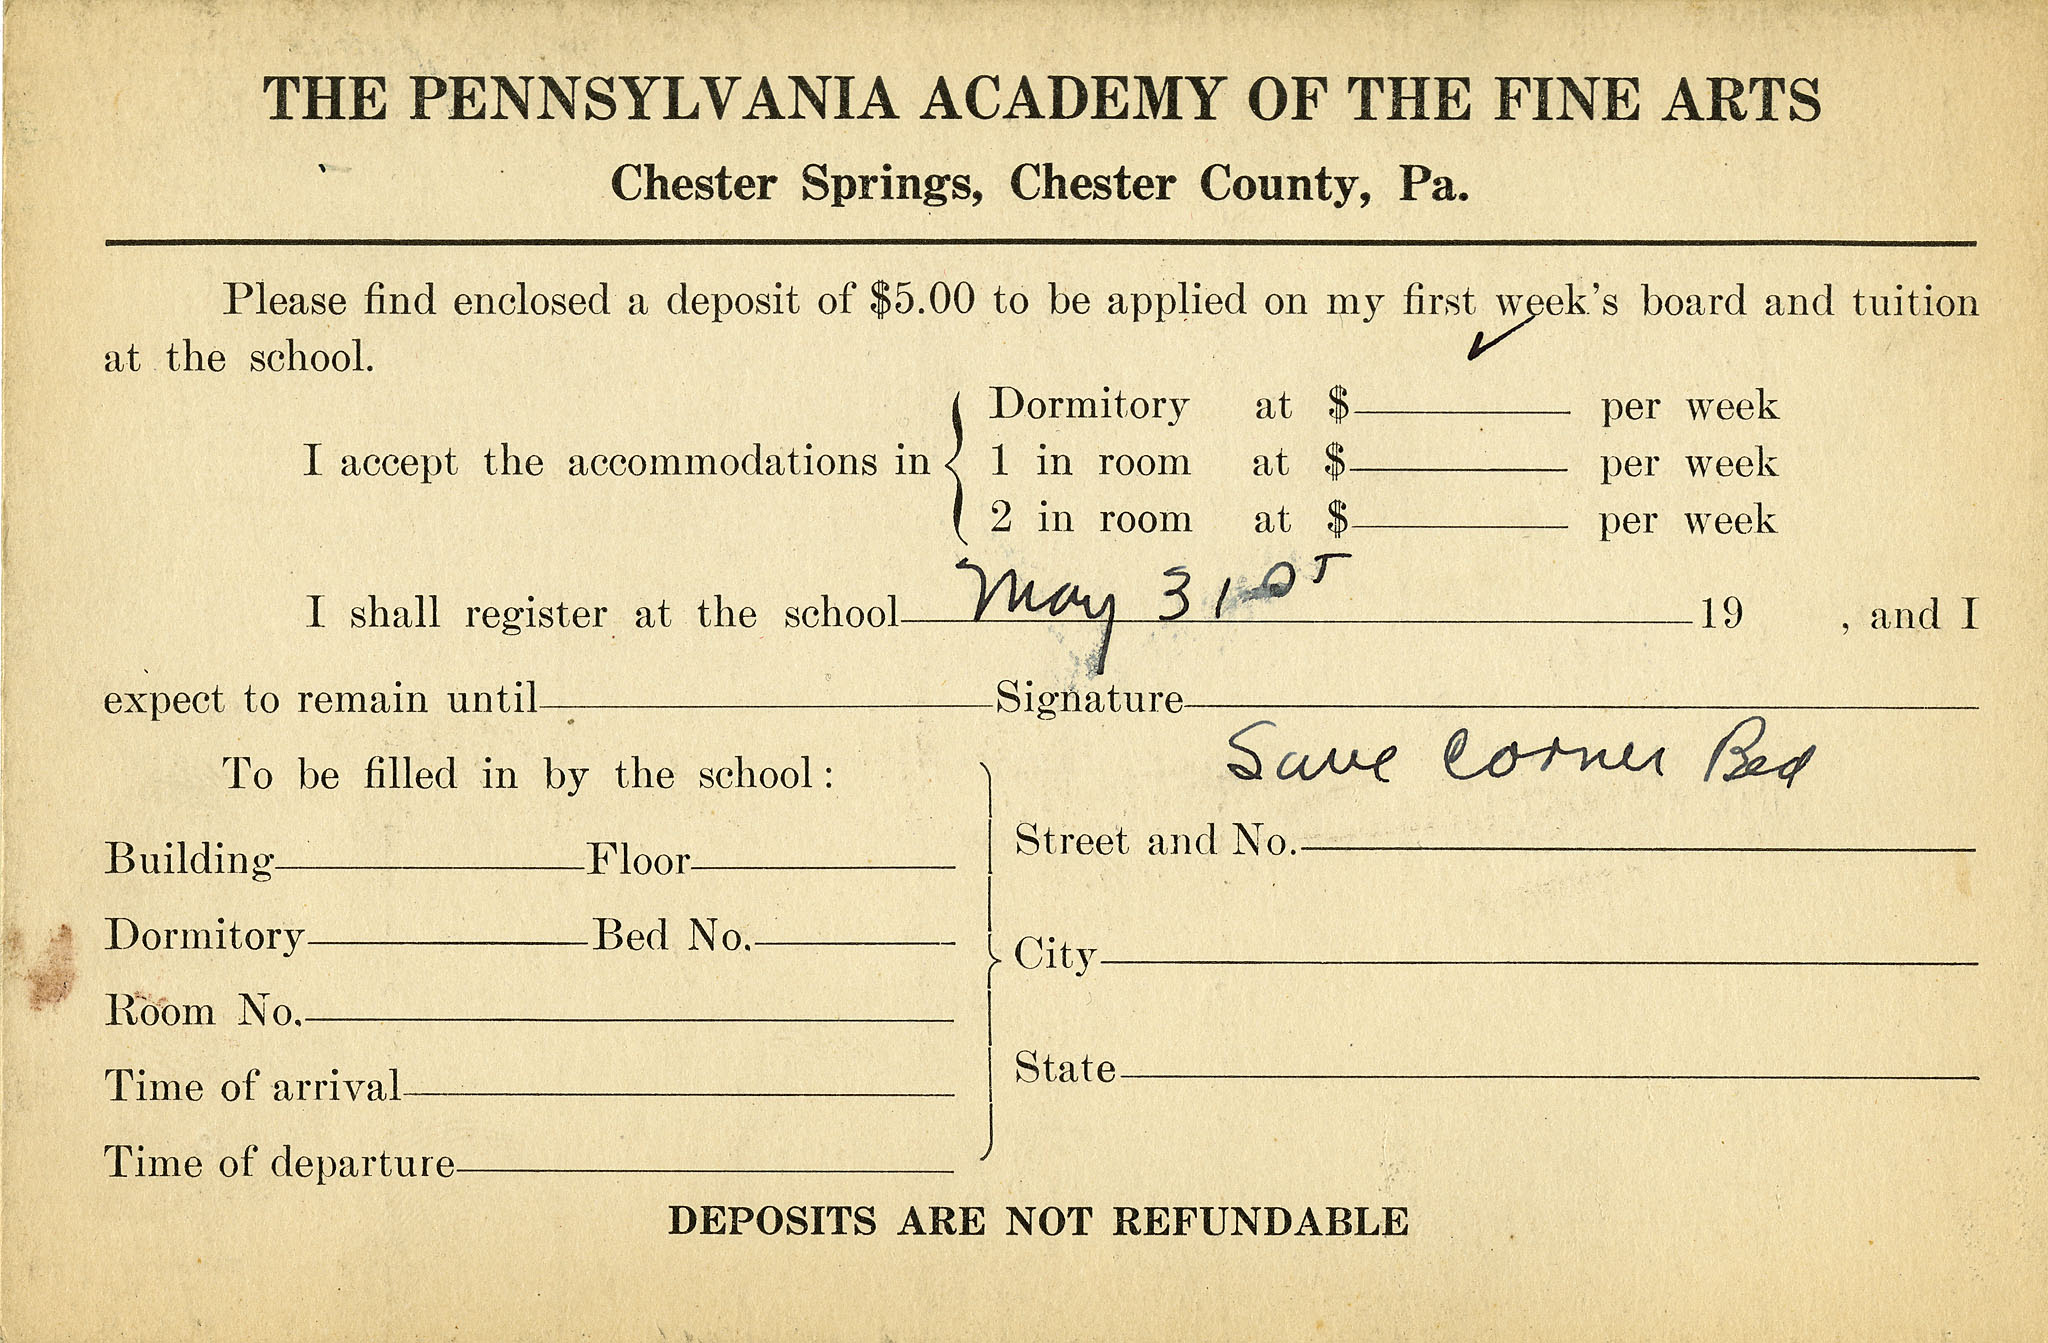 THE PENNSYLVANIA ACADEMY OF THE FINE ARTS
Chester Springs, Chester County, Pa.
Please find enclosed a deposit of $5.00 to be applied on my first week's board and tuition
at the school.
✓
Dormitory at $ per week
I accept the accommodations in { 1 in room at $ per week
2 in room at $ per week
I shall register at the school May 31st 19 , and I
expect to remain until Signature
Save Corner Bed
To be filled in by the school:
Street and No.
Building Floor
Dormitory Bed No.
City
Room No.
State
Time of arrival
Time of departure
DEPOSITS ARE NOT REFUNDABLE